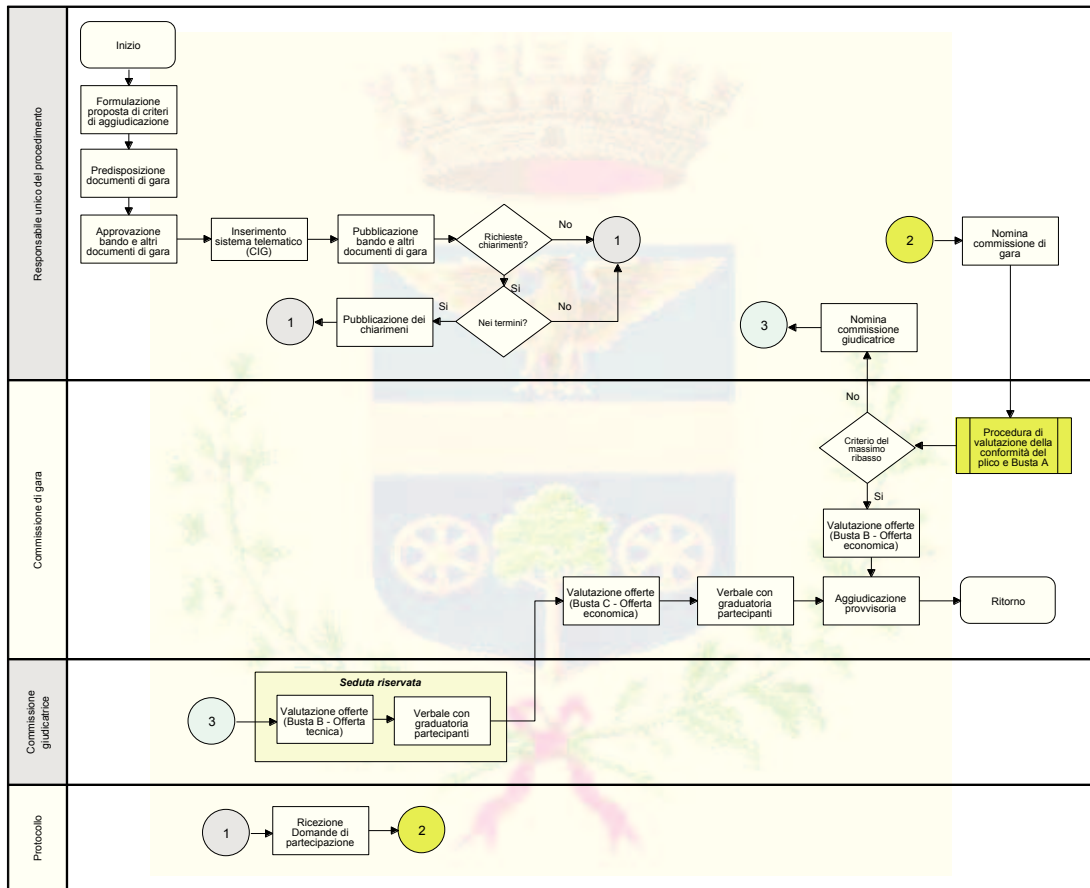 Responsabile unico del procedimento
Inizio
Formulazione
proposta di criteri
di aggiudicazione
Predisposizione
documenti di gara
Approvazione
bando e altri
documenti di gara
Inserimento
sistema telematico
(CIG)
Pubblicazione
bando e altri
documenti di gara
Richieste
chiarimenti?
No
1
Si
Nei termini?
No
Si
Pubblicazione dei
chiarimeni
1
2
Nomina
commissione di
gara
3
Nomina
commissione
giudicatrice
Commissione di gara
No
Criterio del
massimo
ribasso
Procedura di
valutazione della
conformità del
plico e Busta A
Si
Valutazione offerte
(Busta B - Offerta
economica)
Valutazione offerte
(Busta C - Offerta
economica)
Verbale con
graduatoria
partecipanti
Aggiudicazione
provvisoria
Ritorno
Commissione
giudicatrice
Seduta riservata
3
Valutazione offerte
(Busta B - Offerta
tecnica)
Verbale con
graduatoria
partecipanti
Protocollo
1
Ricezione
Domande di
partecipazione
2